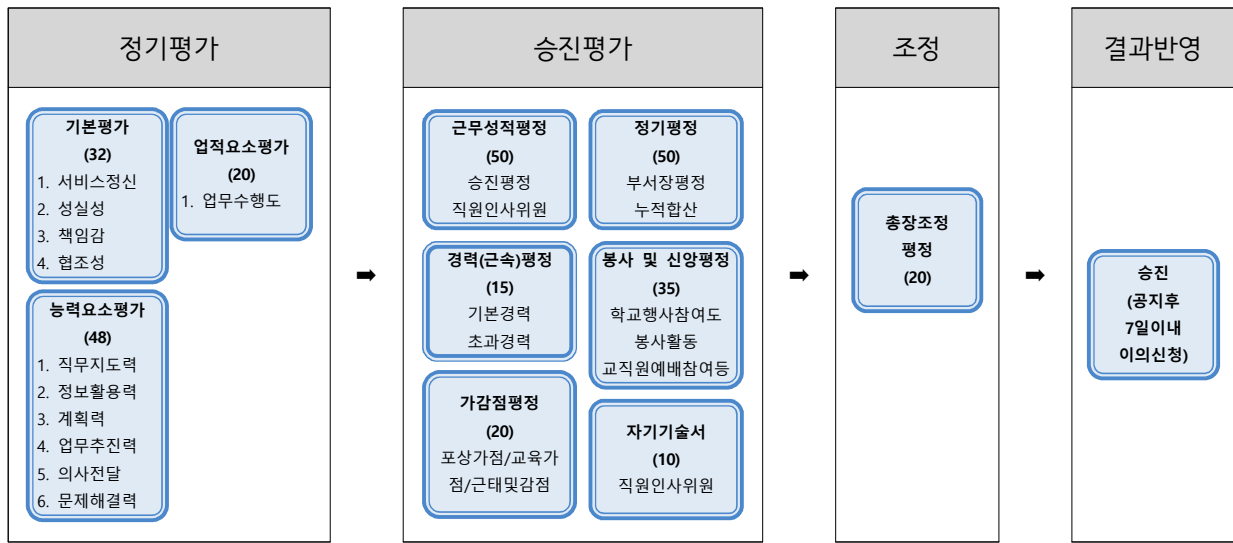 정기평가
기본평가
(32)
1. 서비스정신
2. 성실성
3. 책임감
4. 협조성
업적요소평가
(20)
1. 업무수행도
능력요소평가
(48)
1. 직무지도력
2. 정보활용력
3. 계획력
4. 업무추진력
5. 의사전달
6. 문제해결력
승진평가
근무성적평정
(50)
승진평정
직원인사위원
정기평정
(50)
부서장평정
누적합산
경력(근속)평정
(15)
기본경력
초과경력
봉사 및 신앙평정
(35)
학교행사참여도
봉사활동
교직원예배참여등
가감점평정
(20)
포상가점/교육가
점/근태및감점
자기기술서
(10)
직원인사위원
조정
총장조정
평정
(20)
결과반영
승진
(공지후
7일이내
이의신청)